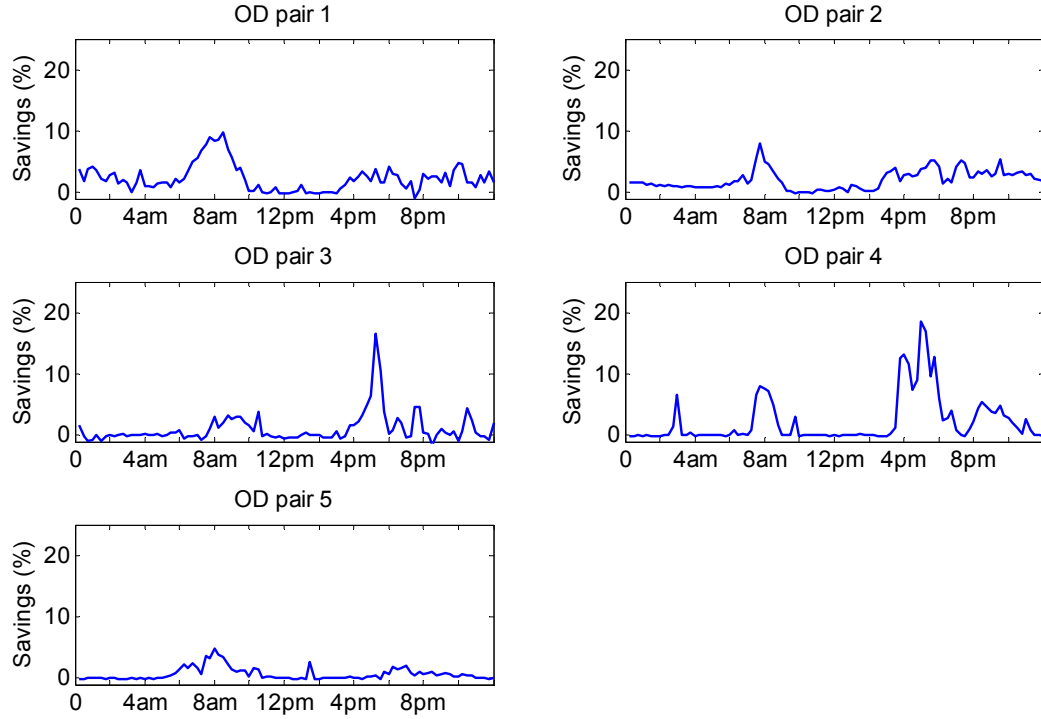 OD pair 1
Savings (%)
20
10
0
0 4am 8am 12pm 4pm 8pm
OD pair 2
Savings (%)
20
10
0
0 4am 8am 12pm 4pm 8pm
OD pair 3
Savings (%)
20
10
0
0 4am 8am 12pm 4pm 8pm
OD pair 4
Savings (%)
20
10
0
0 4am 8am 12pm 4pm 8pm
OD pair 5
Savings (%)
20
10
0
0 4am 8am 12pm 4pm 8pm